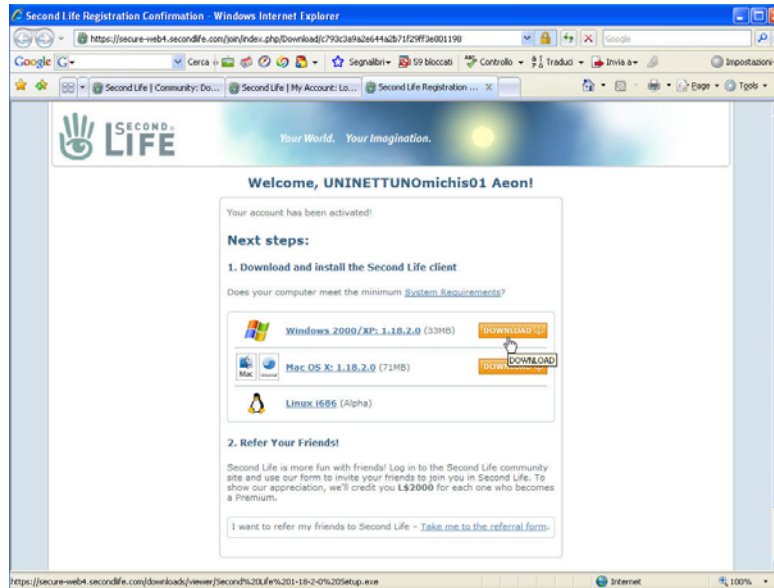 Second Life Registration Confirmation - Windows Internet Explorer
https://secure-web4.secondlife.com/join/index.php/Download/c793c3a9a2e644a2b71f29ff3e001190
Google
Google G Cerca Segnalibri 59 bloccati Controllo Traduci Invia a Impostazioni
Second Life | Community: Do... Second Life | My Account: Lo... Second Life Registration ... Page Tools
SECOND LIFE
Your World. Your Imagination.
Welcome, UNINETTUNOmichis01 Aeon!
Your account has been activated!
Next steps:
1. Download and install the Second Life client
Does your computer meet the minimum System Requirements?
Windows 2000/XP: 1.18.2.0 (33MB) DOWNLOAD
DOWNLOAD
Mac Mac OS X: 1.18.2.0 (71MB)
Linux i686 (Alpha)
2. Refer Your Friends!
Second Life is more fun with friends! Log in to the Second Life community
site and use our form to invite your friends to join you in Second Life. To
show our appreciation, we'll credit you L$2000 for each one who becomes
a Premium.
I want to refer my friends to Second Life - Take me to the referral form.
https://secure-web4.secondlife.com/downloads/viewer/Second%20Life%201-18-2-0%20Setup.exe Internet 100%